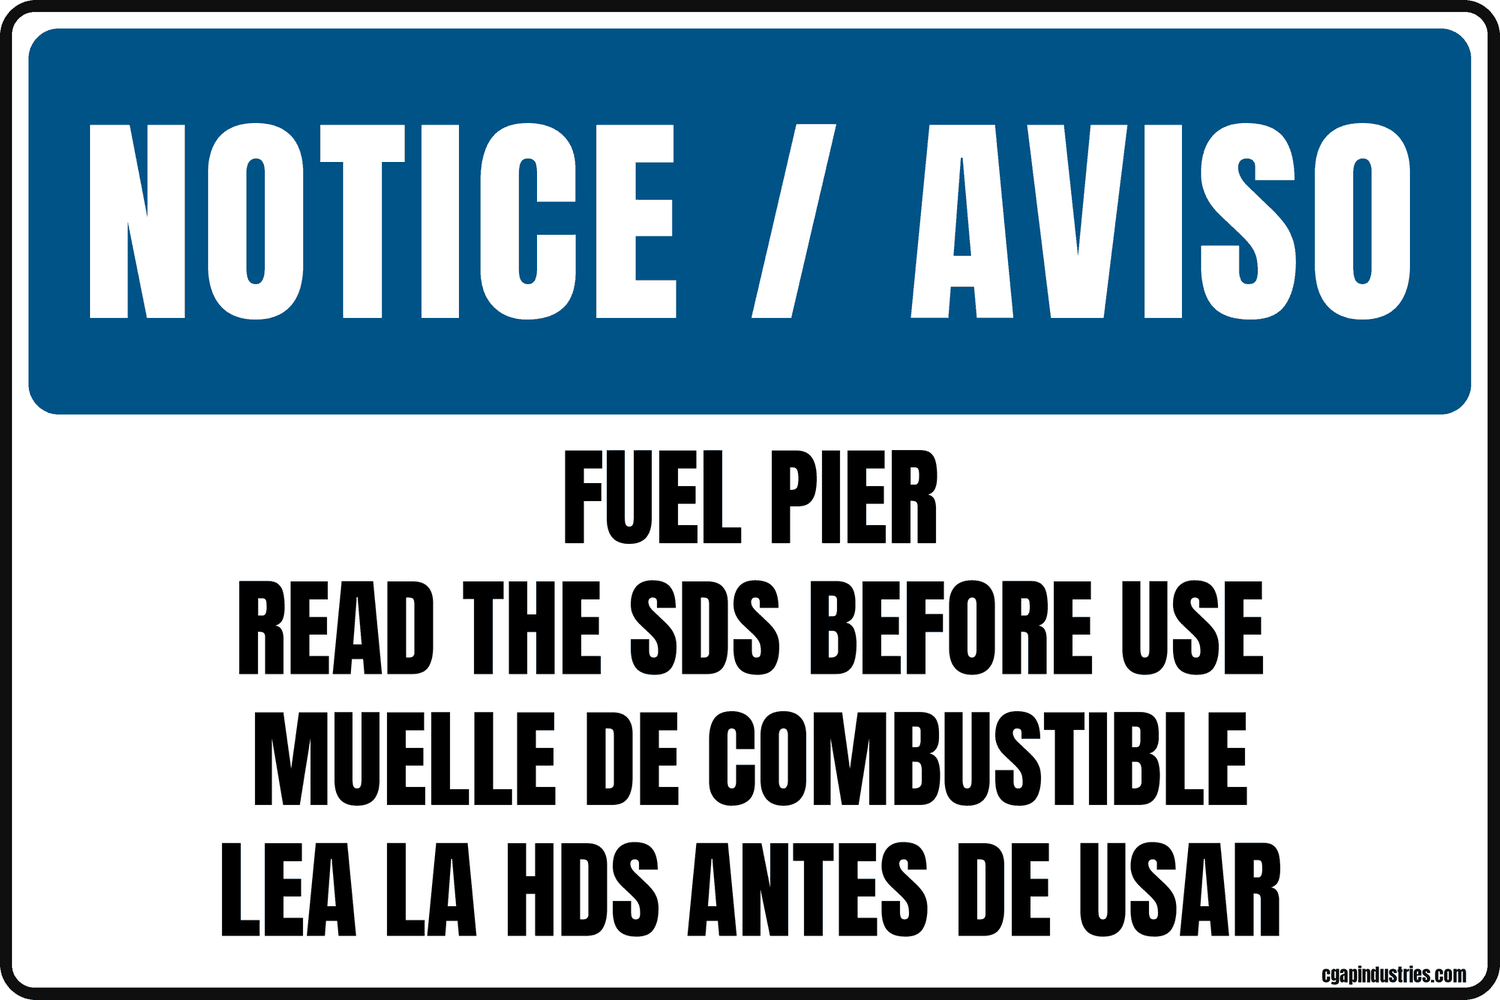 NOTICE / AVISO
FUEL PIER
READ THE SDS BEFORE USE
MUELLE DE COMBUSTIBLE
LEA LA HDS ANTES DE USAR
cgapindustries.com